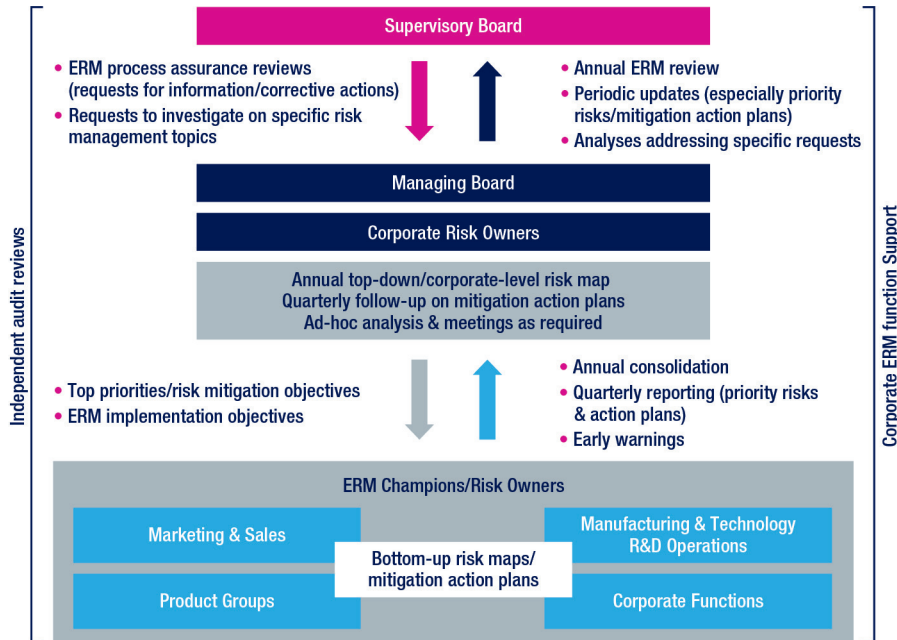 Supervisory Board
• ERM process assurance reviews
(requests for information/corrective actions)
• Requests to investigate on specific risk
management topics
• Annual ERM review
• Periodic updates (especially priority
risks/mitigation action plans)
• Analyses addressing specific requests
Managing Board
Corporate Risk Owners
Annual top-down/corporate-level risk map
Quarterly follow-up on mitigation action plans
Ad-hoc analysis & meetings as required
• Top priorities/risk mitigation objectives
• ERM implementation objectives
• Annual consolidation
• Quarterly reporting (priority risks
& action plans)
• Early warnings
ERM Champions/Risk Owners
Marketing & Sales
Manufacturing & Technology
R&D Operations
Bottom-up risk maps/
mitigation action plans
Product Groups
Corporate Functions
Independent audit reviews
Corporate ERM function Support